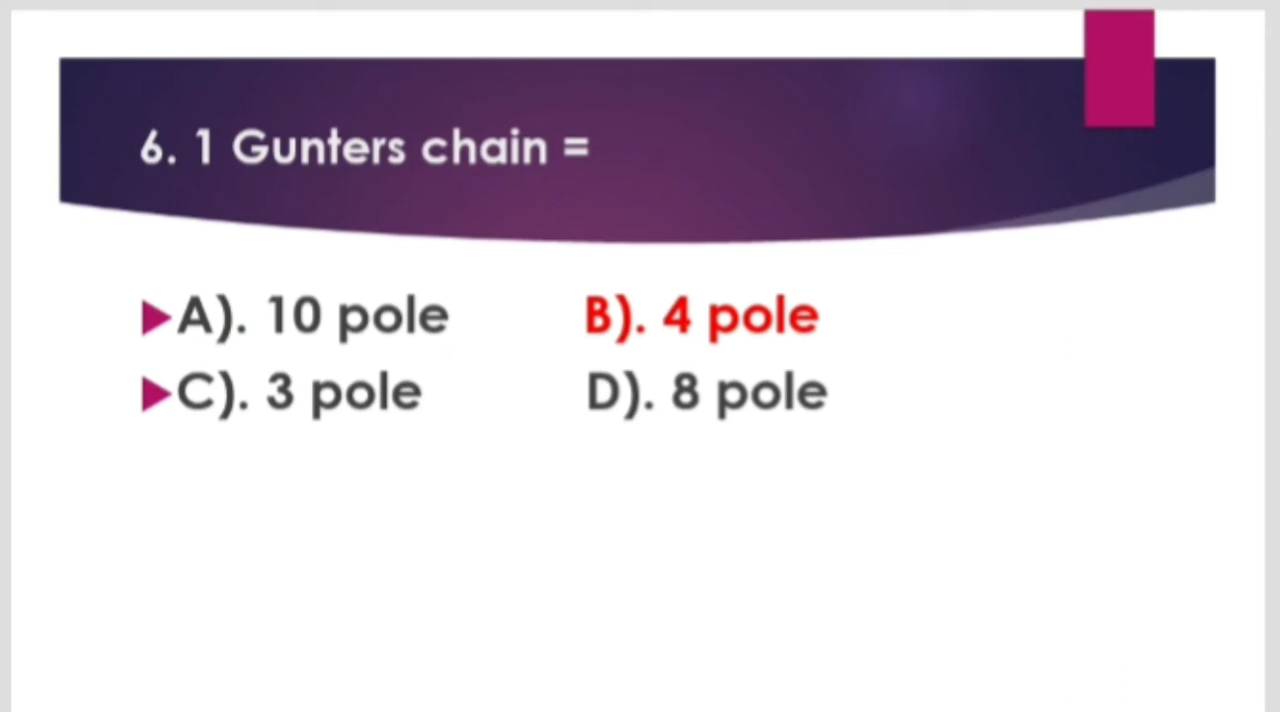 6. 1 Gunters chain =
A). 10 pole B). 4 pole
C). 3 pole D). 8 pole